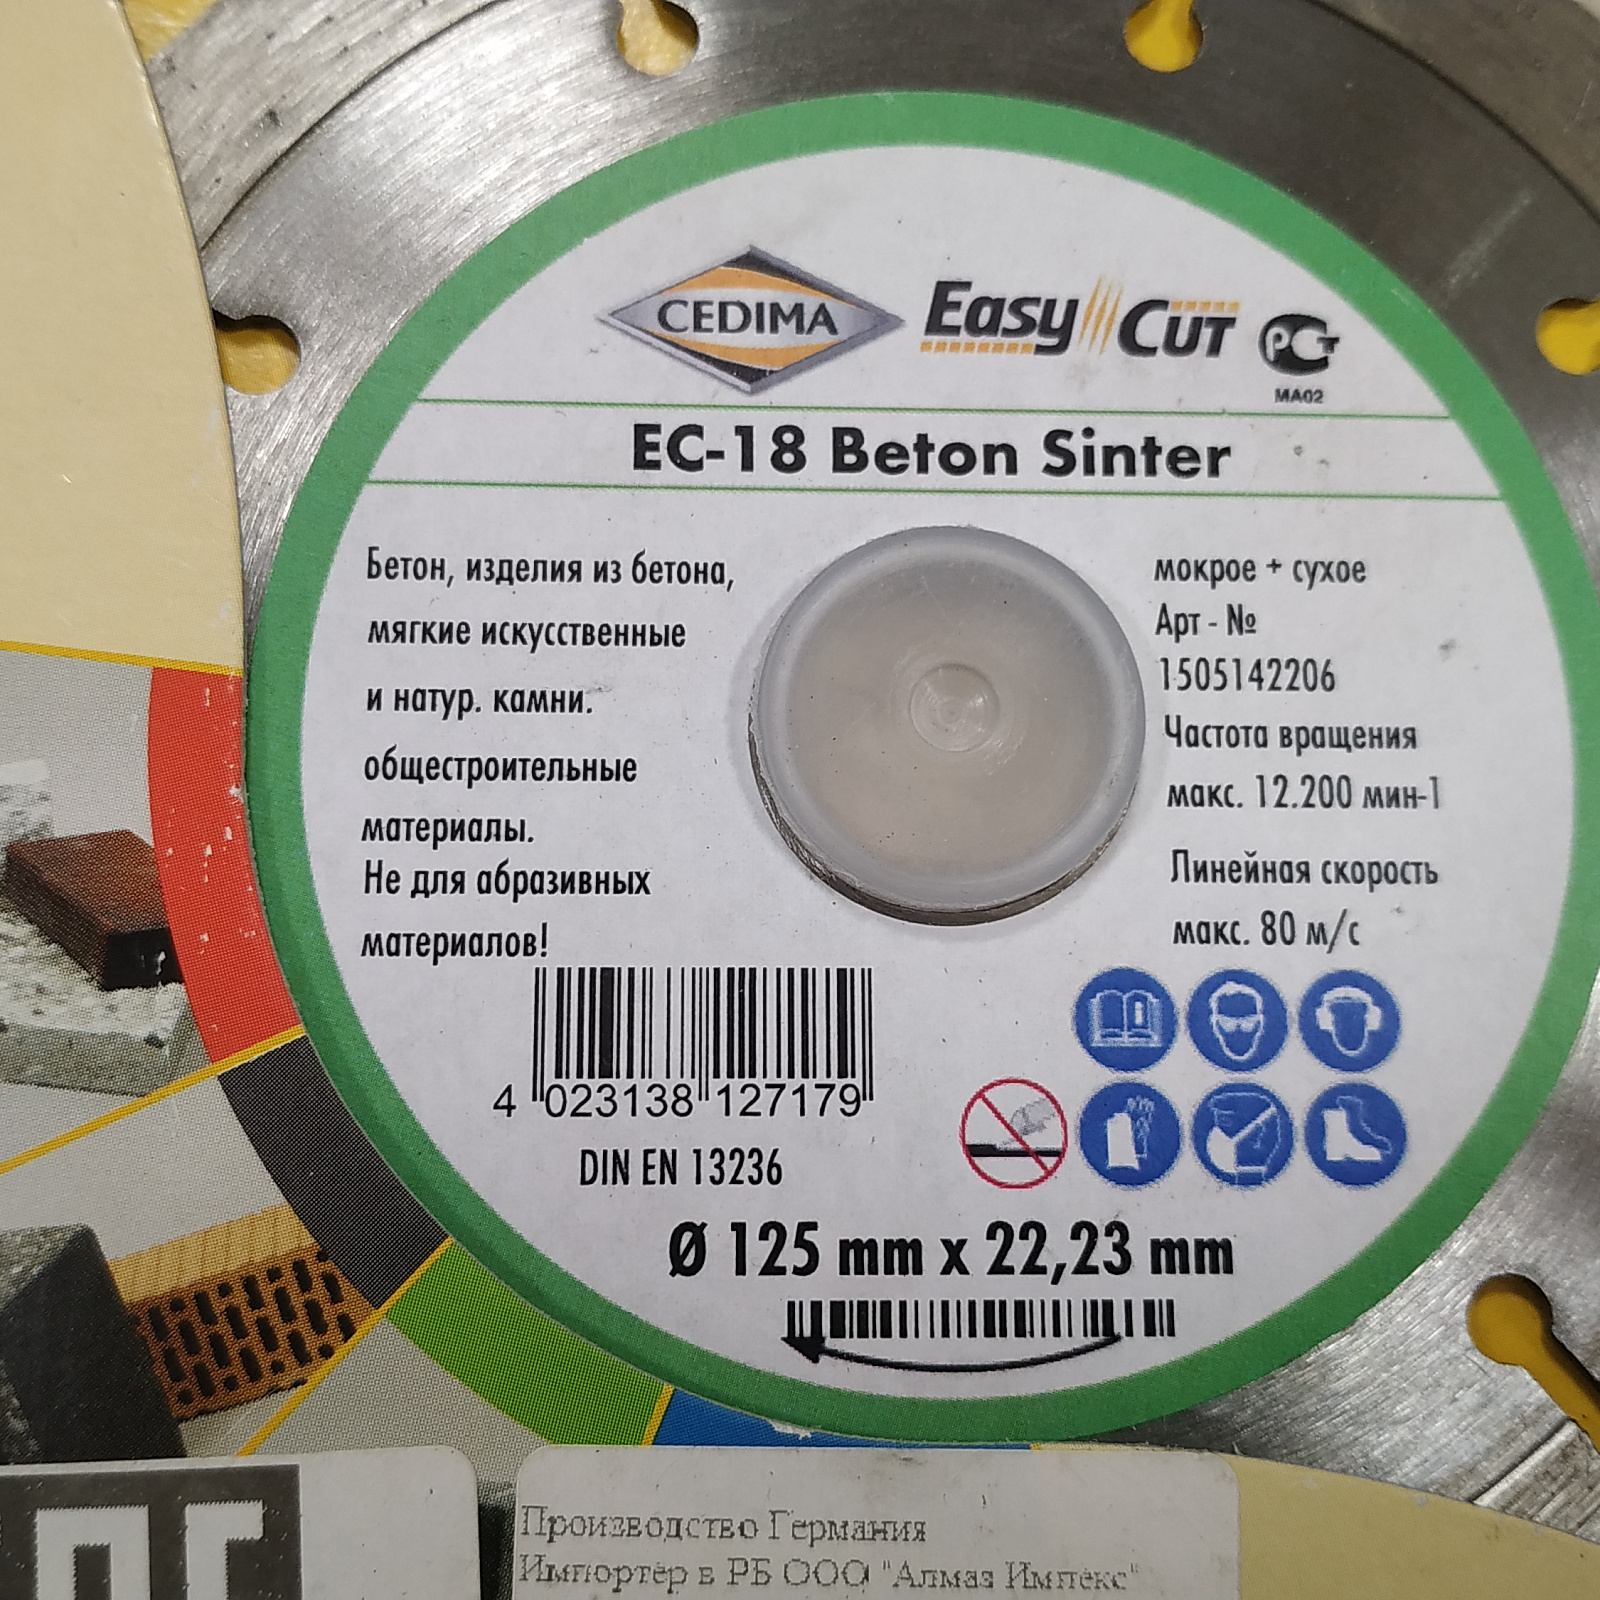 CEDIMA
Easy Cut
PCT
MA02
EC-18 Beton Sinter
Бетон, изделия из бетона,
мягкие искусственные
и натур. камни.
общестроительные
материалы.
Не для абразивных
материалов!
мокрое + сухое
Арт - №
1505142206
Частота вращения
макс. 12.200 мин-1
Линейная скорость
макс. 80 м/с
4 023138 127179
DIN EN 13236
Ø 125 mm x 22,23 mm
Производство Германия
Импортер в РБ ООО "Алмаз Импекс"